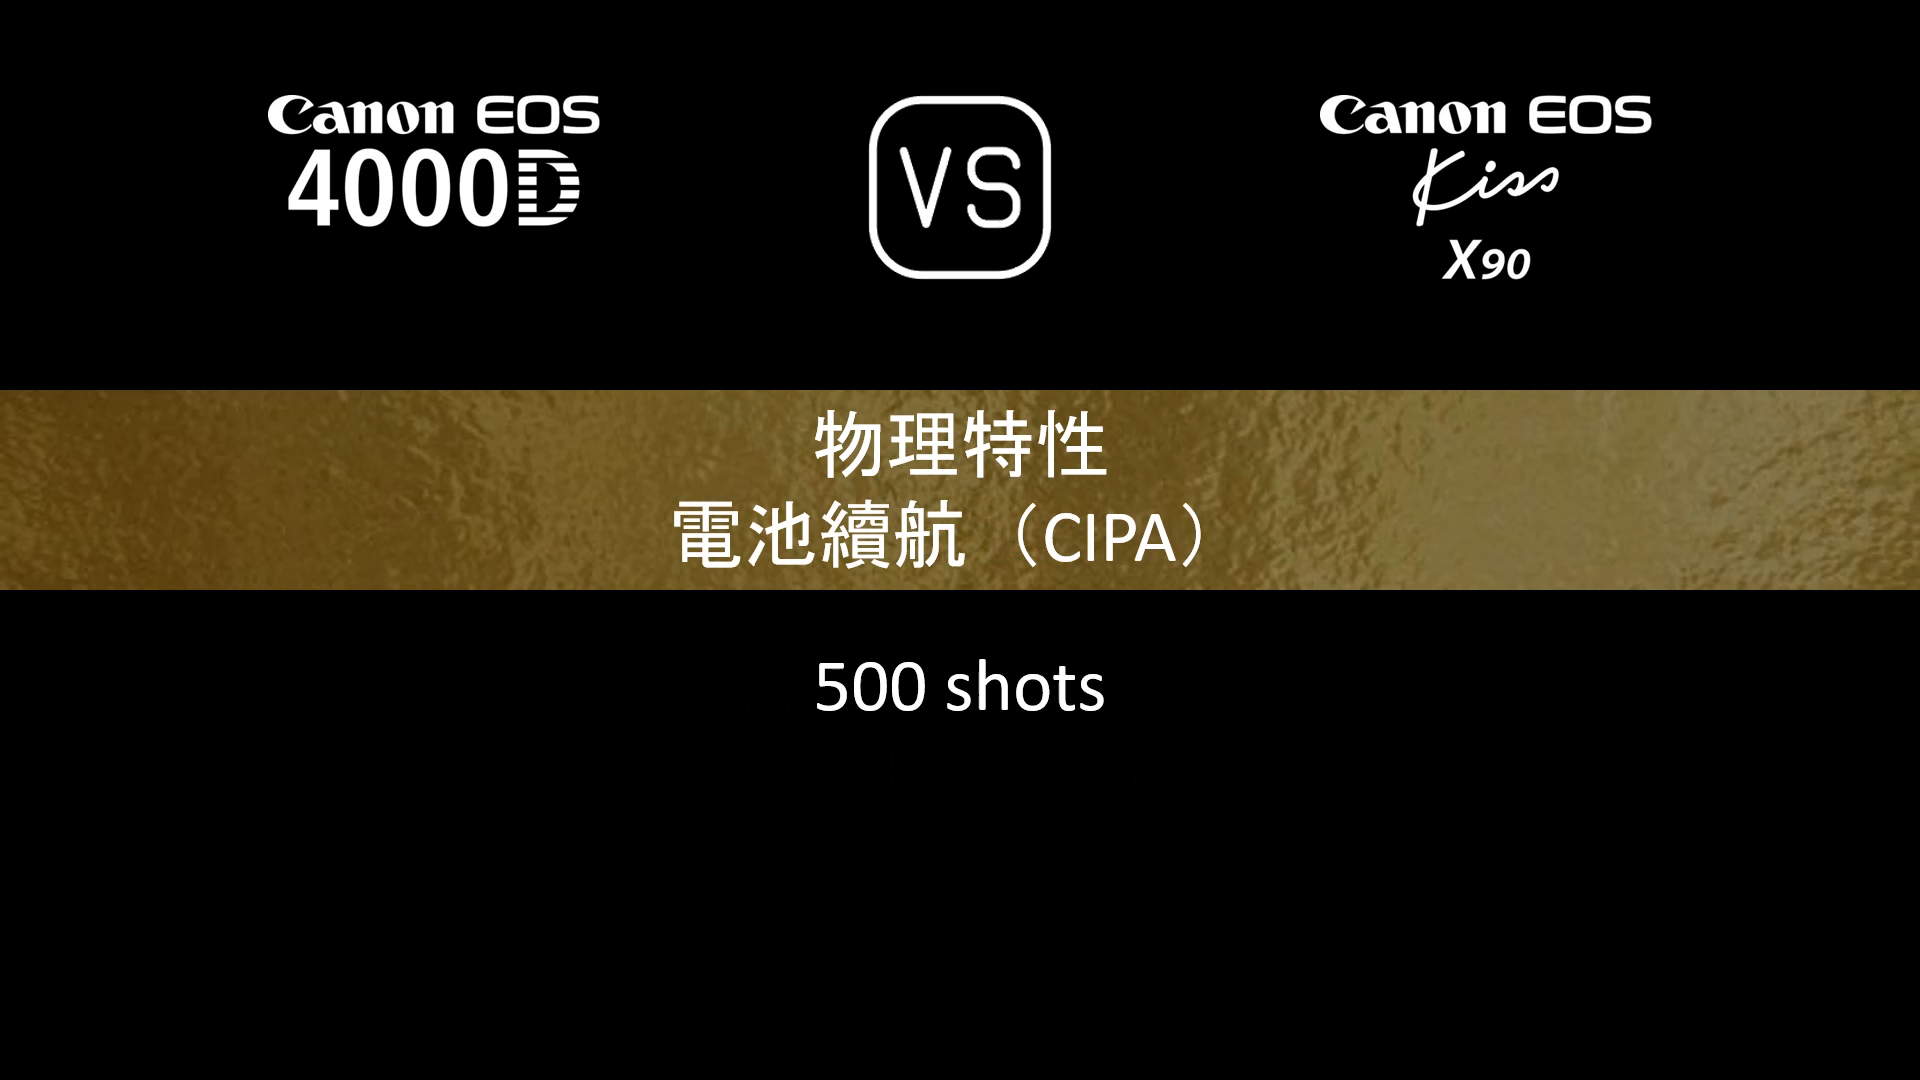 Canon EOS
4000D
VS
Canon EOS
Kiss
X90
物理特性
電池續航（CIPA）
500 shots